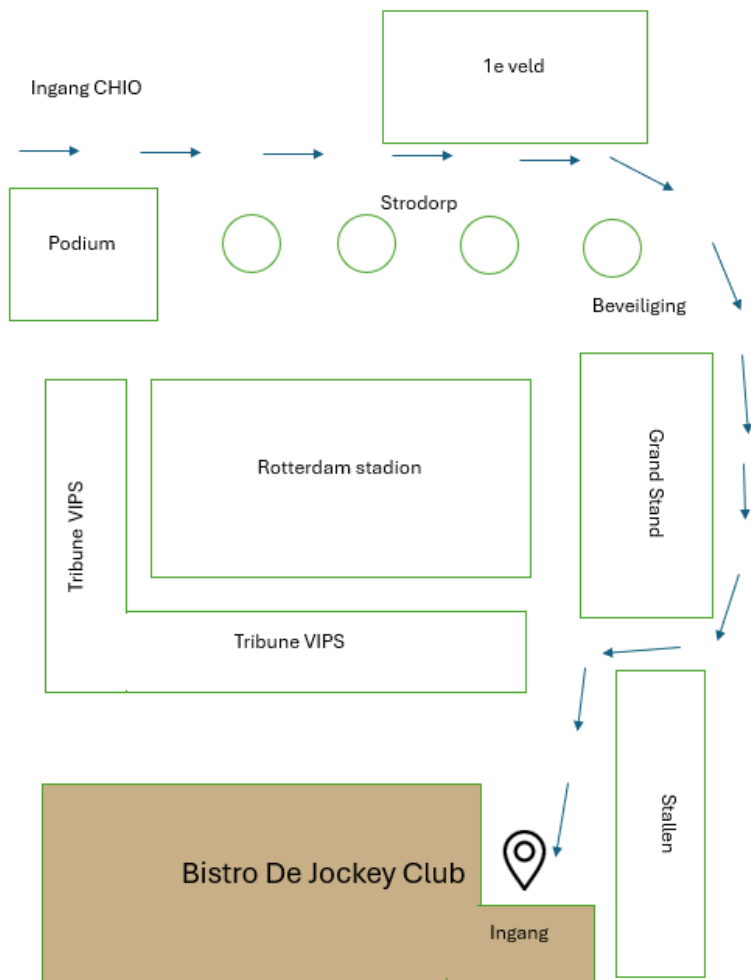 1e veld
Ingang CHIO
Strodorp
Podium
Beveiliging
Rotterdam stadion
Grand Stand
Tribune VIPS
Tribune VIPS
Stallen
Bistro De Jockey Club
Ingang